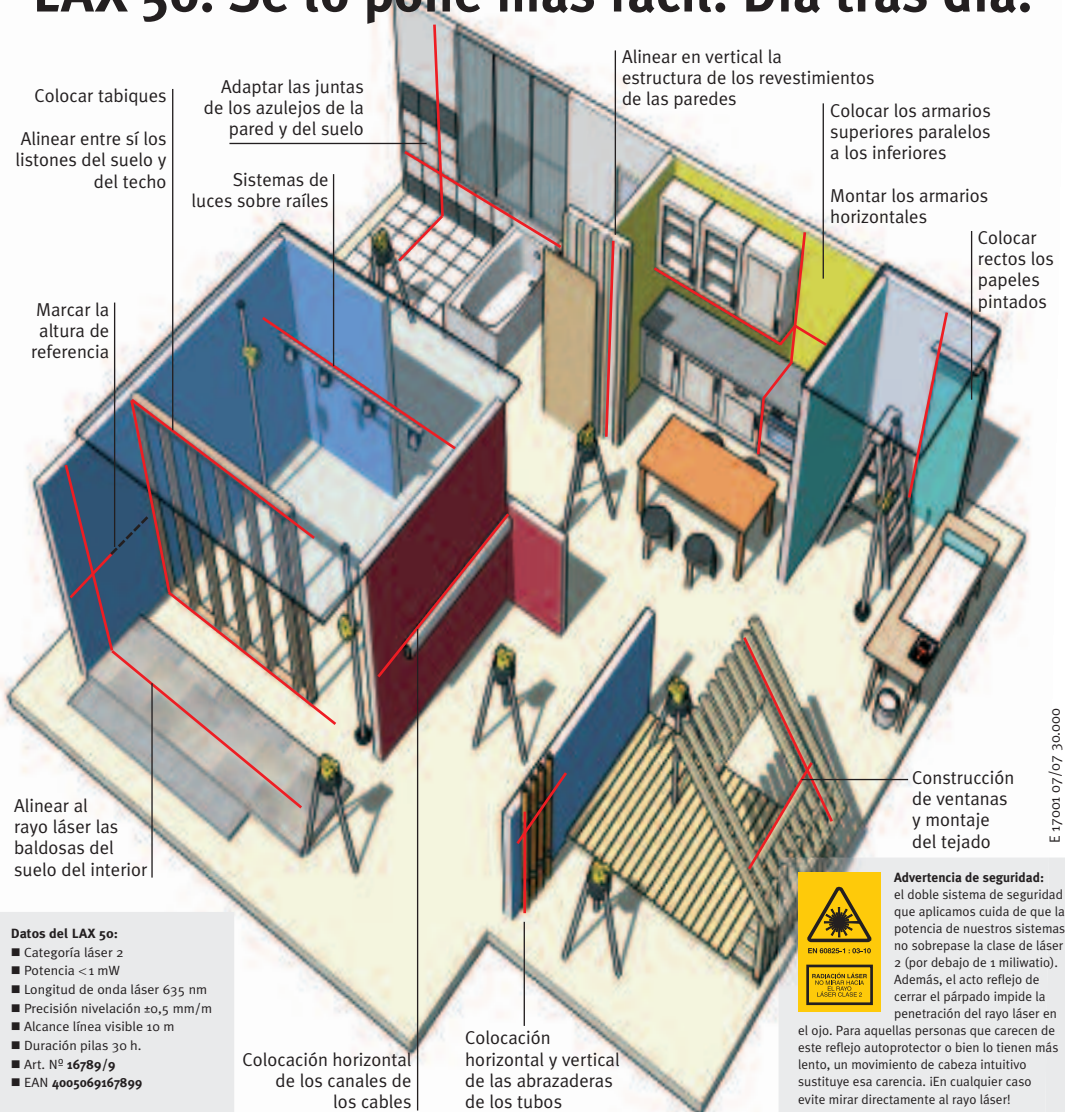 LAX 50: Se lo pone más fácil. Día tras día.
Colocar tabiques
Alinear entre sí los
listones del suelo y
del techo
Adaptar las juntas
de los azulejos de la
pared y del suelo
Sistemas de
luces sobre raíles
Alinear en vertical la
estructura de los revestimientos
de las paredes
Colocar los armarios
superiores paralelos
a los inferiores
Montar los armarios
horizontales
Colocar
rectos los
papeles
pintados
Marcar la
altura de
referencia
Alinear al
rayo láser las
baldosas del
suelo del interior
Construcción
de ventanas
y montaje
del tejado
E 17001 07/07 30.000
Datos del LAX 50:
■ Categoría láser 2
■ Potencia <1 mW
■ Longitud de onda láser 635 nm
■ Precisión nivelación ±0,5 mm/m
■ Alcance línea visible 10 m
■ Duración pilas 30 h.
■ Art. Nº 16789/9
■ EAN 4005069167899
Colocación horizontal
de los canales de
los cables
Colocación
horizontal y vertical
de las abrazaderas
de los tubos
EN 60825-1 : 03-10
RADIACIÓN LÁSER
NO MIRAR HACIA
EL RAYO
LÁSER CLASE 2
Advertencia de seguridad:
el doble sistema de seguridad
que aplicamos cuida de que la
potencia de nuestros sistemas
no sobrepase la clase de láser
2 (por debajo de 1 miliwatio).
Además, el acto reflejo de
cerrar el párpado impide la
penetración del rayo láser en
el ojo. Para aquellas personas que carecen de
este reflejo autoprotector o bien lo tienen más
lento, un movimiento de cabeza intuitivo
sustituye esa carencia. ¡En cualquier caso
evite mirar directamente al rayo láser!